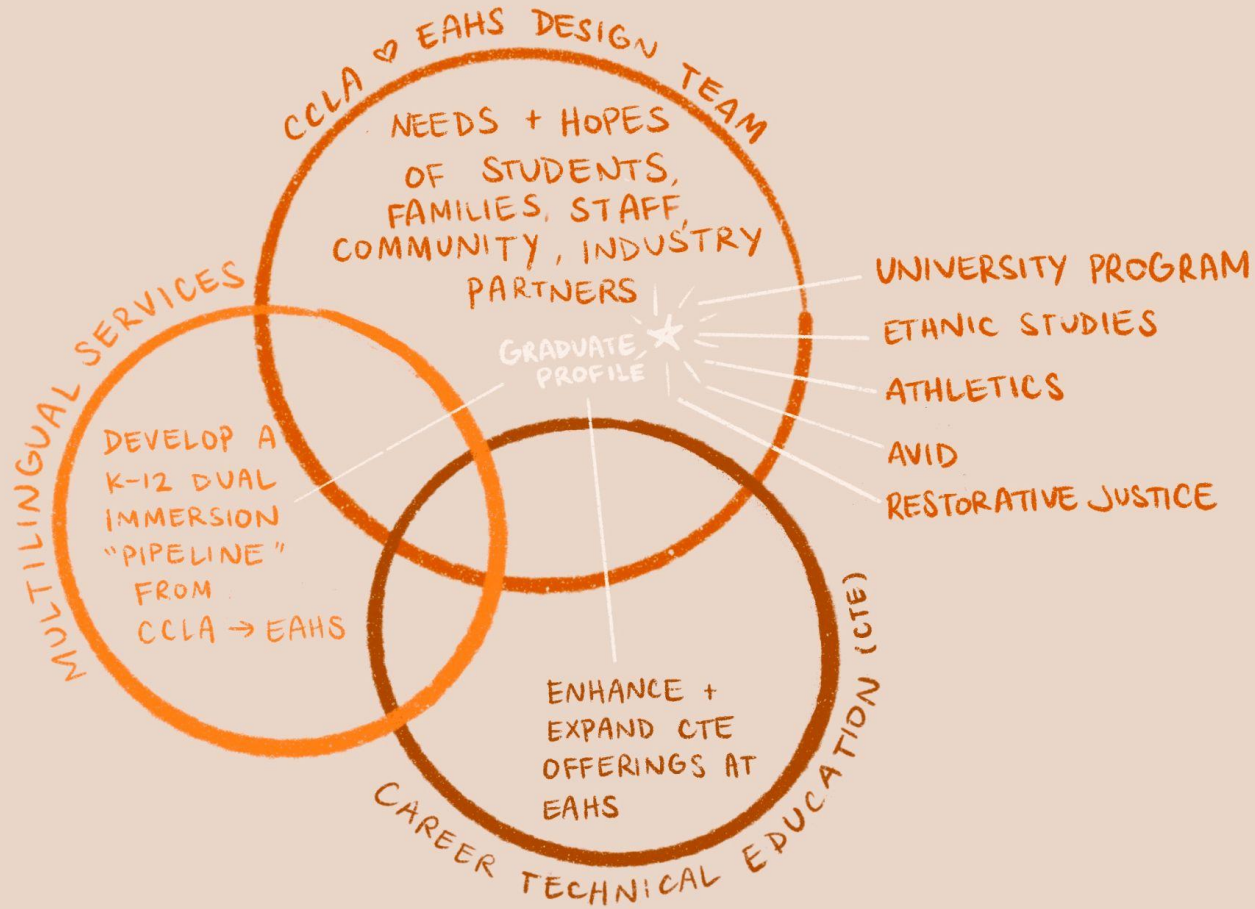 CCLA ♡ EAHS DESIGN TEAM
NEEDS + HOPES
OF STUDENTS,
FAMILIES, STAFF,
COMMUNITY, INDUSTRY
PARTNERS
GRADUATE
PROFILE
UNIVERSITY PROGRAM
ETHNIC STUDIES
ATHLETICS
AVID
RESTORATIVE JUSTICE
MULTILINGUAL SERVICES
DEVELOP A
K-12 DUAL
IMMERSION
"PIPELINE"
FROM
CCLA → EAHS
ENHANCE +
EXPAND CTE
OFFERINGS AT
EAHS
CAREER TECHNICAL EDUCATION (CTE)